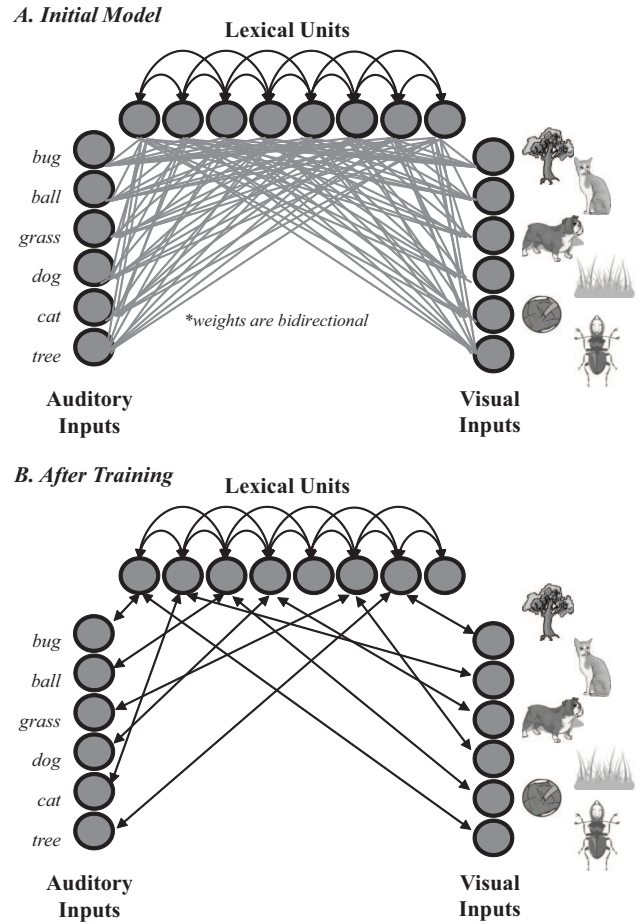 A. Initial Model
Lexical Units
bug
ball
grass
dog
cat
tree
*weights are bidirectional
Auditory
Inputs
Visual
Inputs
B. After Training
Lexical Units
bug
ball
grass
dog
cat
tree
Auditory
Inputs
Visual
Inputs